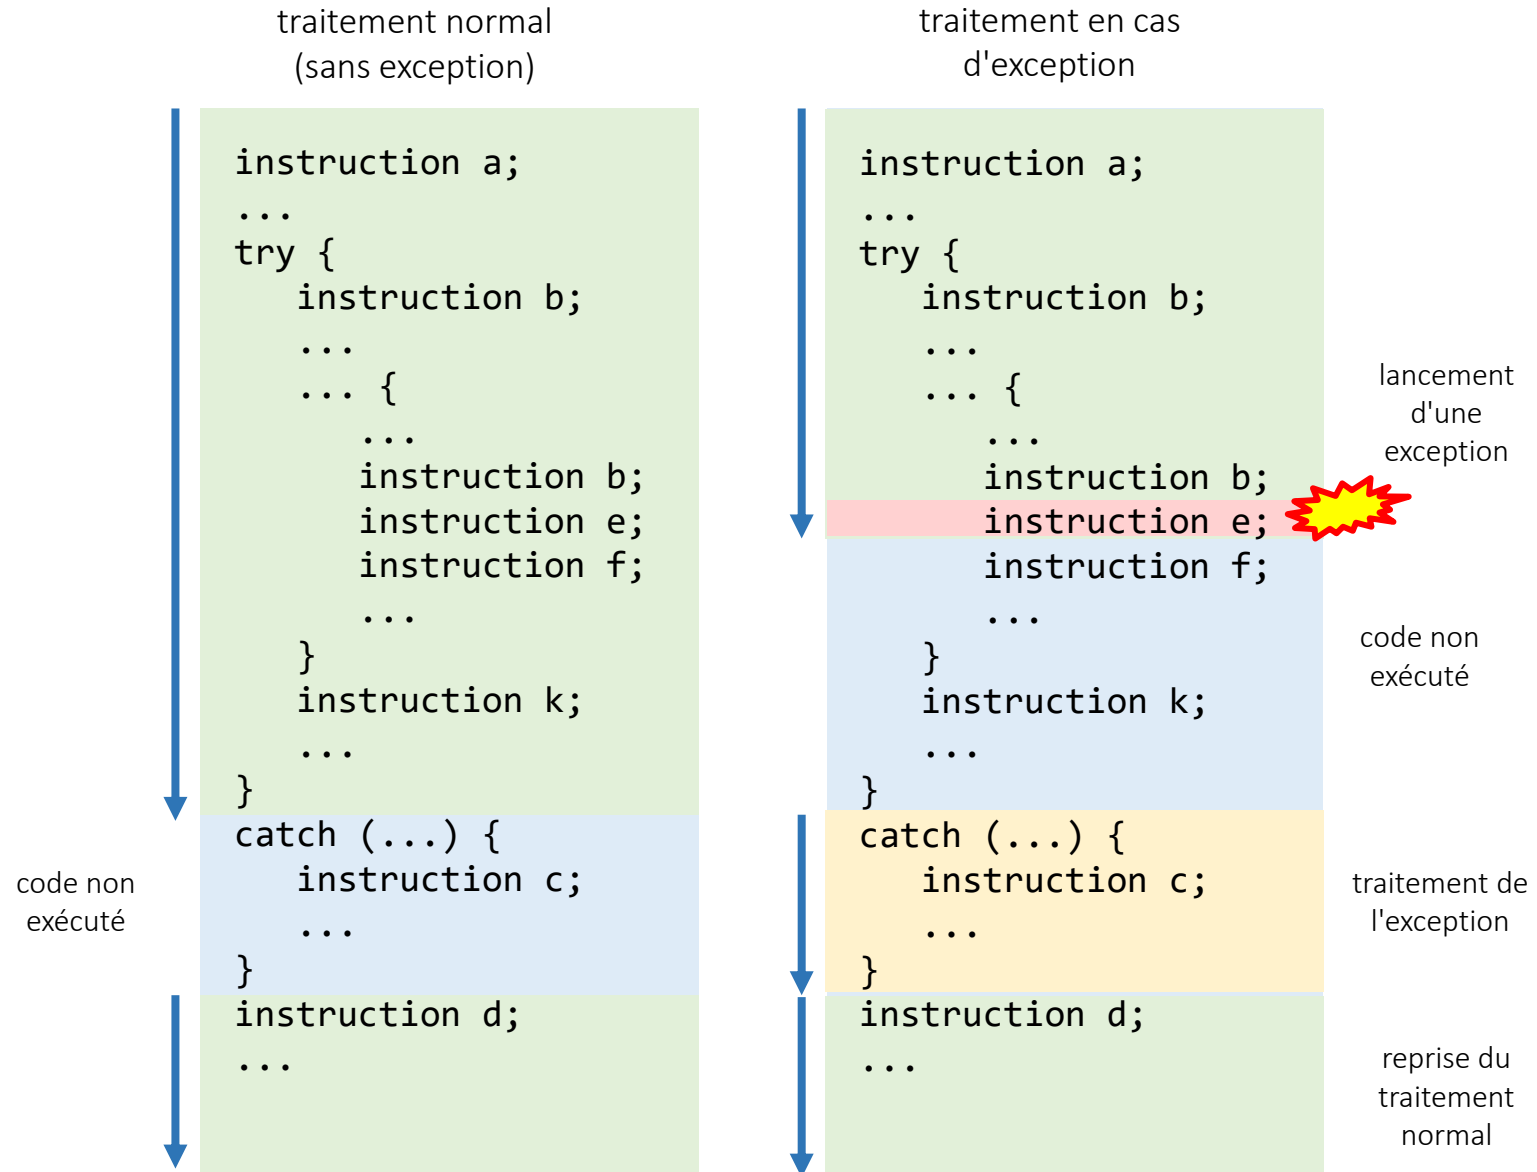 traitement normal
(sans exception)
instruction a;
...
try {
instruction b;
...
... {
...
instruction b;
instruction e;
instruction f;
...
}
instruction k;
...
}
catch (...) {
instruction c;
...
}
instruction d;
...
code non
exécuté
traitement en cas
d'exception
instruction a;
...
try {
instruction b;
...
... {
...
instruction b;
instruction e;
instruction f;
...
}
instruction k;
...
}
catch (...) {
instruction c;
...
}
instruction d;
...
lancement
d'une
exception
code non
exécuté
traitement de
l'exception
reprise du
traitement
normal